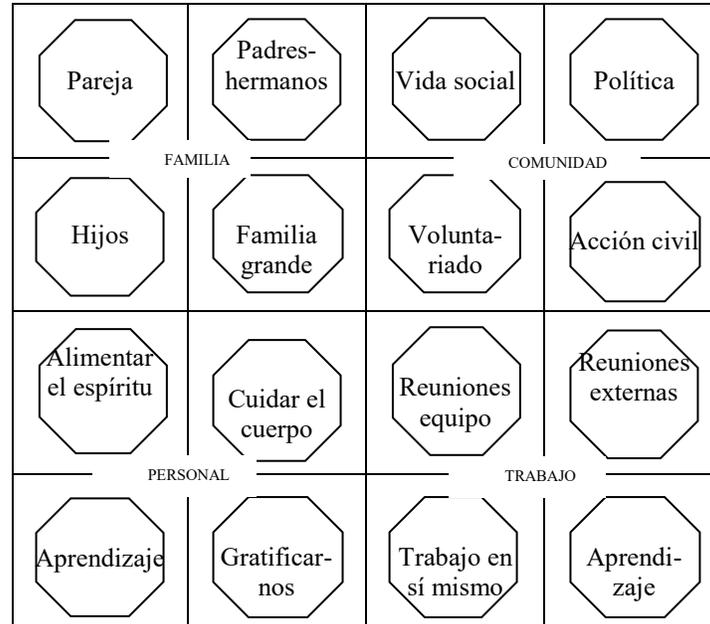 Pareja
Padres-
hermanos
Vida social
Política
FAMILIA
COMUNIDAD
Hijos
Familia
grande
Volunta-
riado
Acción civil
Alimentar
el espíritu
Cuidar el
cuerpo
Reuniones
equipo
Reuniones
externas
PERSONAL
TRABAJO
Aprendizaje
Gratificar-
nos
Trabajo en
sí mismo
Aprendi-
zaje